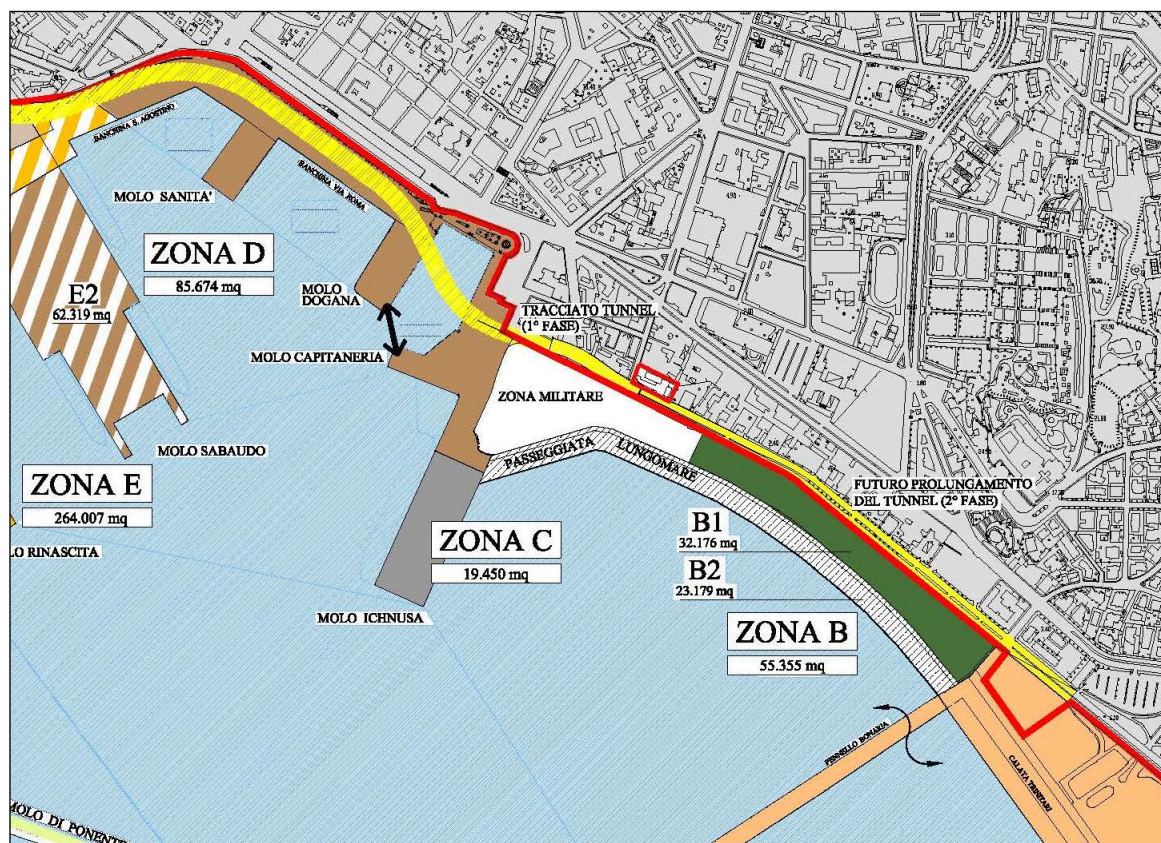 BANCHINA S. AGOSTINO
MOLO SANITA'
BANCHINA VIA ROMA
ZONA D
85.674 mq
E2
62.319 mq
MOLO
DOGANA
TRACCIATO TUNNEL
(1° FASE)
MOLO CAPITANERIA
ZONA MILITARE
MOLO SABAUDO
PASSEGGIATA LUNGOMARE
ZONA E
264.007 mq
FUTURO PROLUNGAMENTO
DEL TUNNEL (2° FASE)
B1
32.176 mq
ZONA C
19.450 mq
LO RINASCITA
B2
23.179 mq
MOLO ICHNUSA
ZONA B
55.355 mq
PENNELLO BONARIA
CALATA TRINITARI
MOLO DI PONENTE